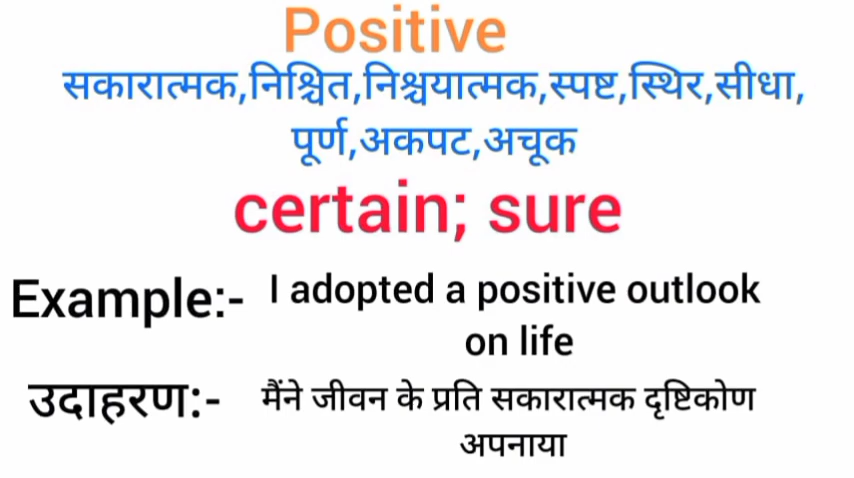 Positive
सकारात्मक,निश्चित,निश्चयात्मक,स्पष्ट,स्थिर,सीधा,
पूर्ण,अकपट,अचूक
certain; sure
Example:- I adopted a positive outlook
on life
उदाहरण:- मैंने जीवन के प्रति सकारात्मक दृष्टिकोण
अपनाया